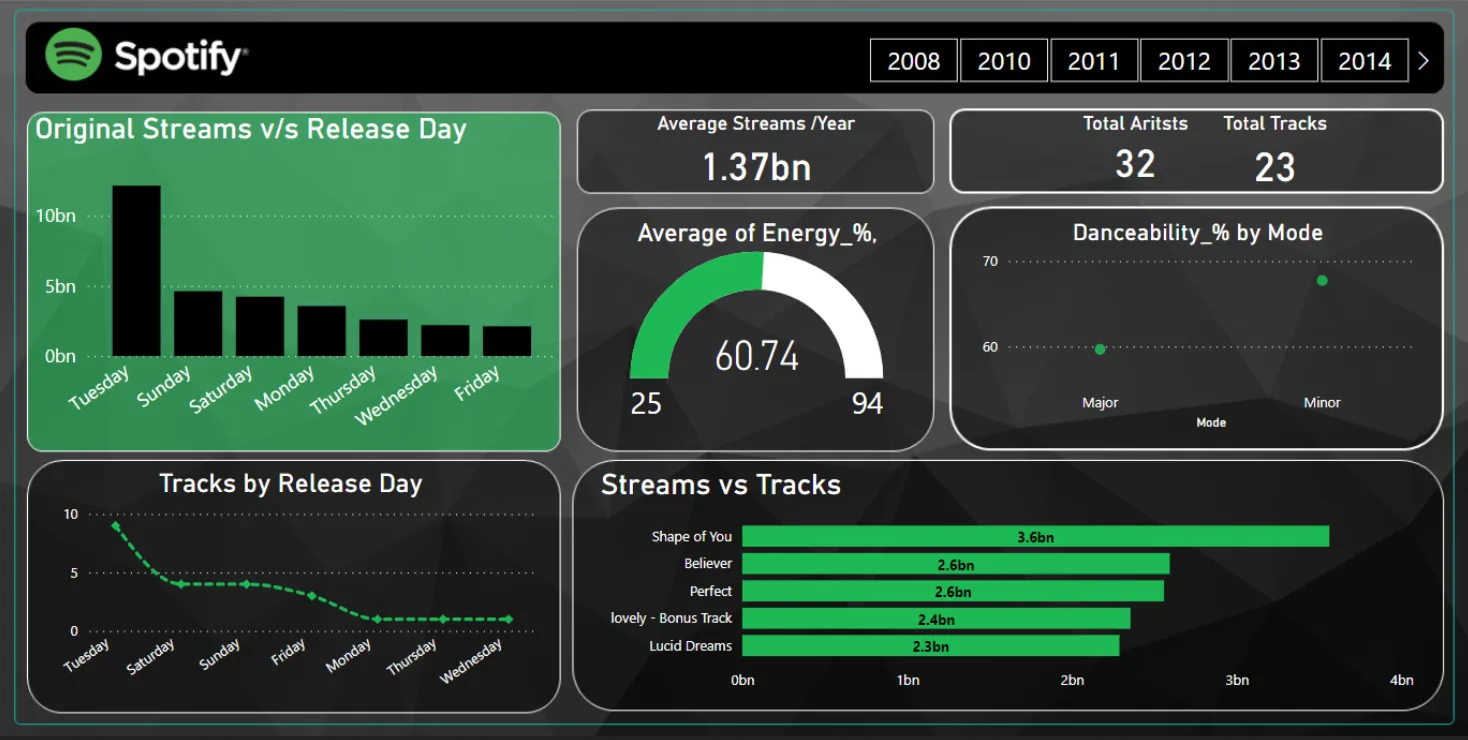 Spotify®
2008 2010 2011 2012 2013 2014
Original Streams v/s Release Day
10bn
5bn
0bn
Tuesday Sunday Saturday Monday Thursday Wednesday Friday
Average Streams /Year
1.37bn
Total Aritsts Total Tracks
32 23
Average of Energy_%,
60.74
25 94
Danceability_% by Mode
70
60
Major Minor
Mode
Tracks by Release Day
10
5
0
Tuesday Saturday Sunday Friday Monday Thursday Wednesday
Streams vs Tracks
Shape of You 3.6bn
Believer 2.6bn
Perfect 2.6bn
lovely - Bonus Track 2.4bn
Lucid Dreams 2.3bn
0bn 1bn 2bn 3bn 4bn